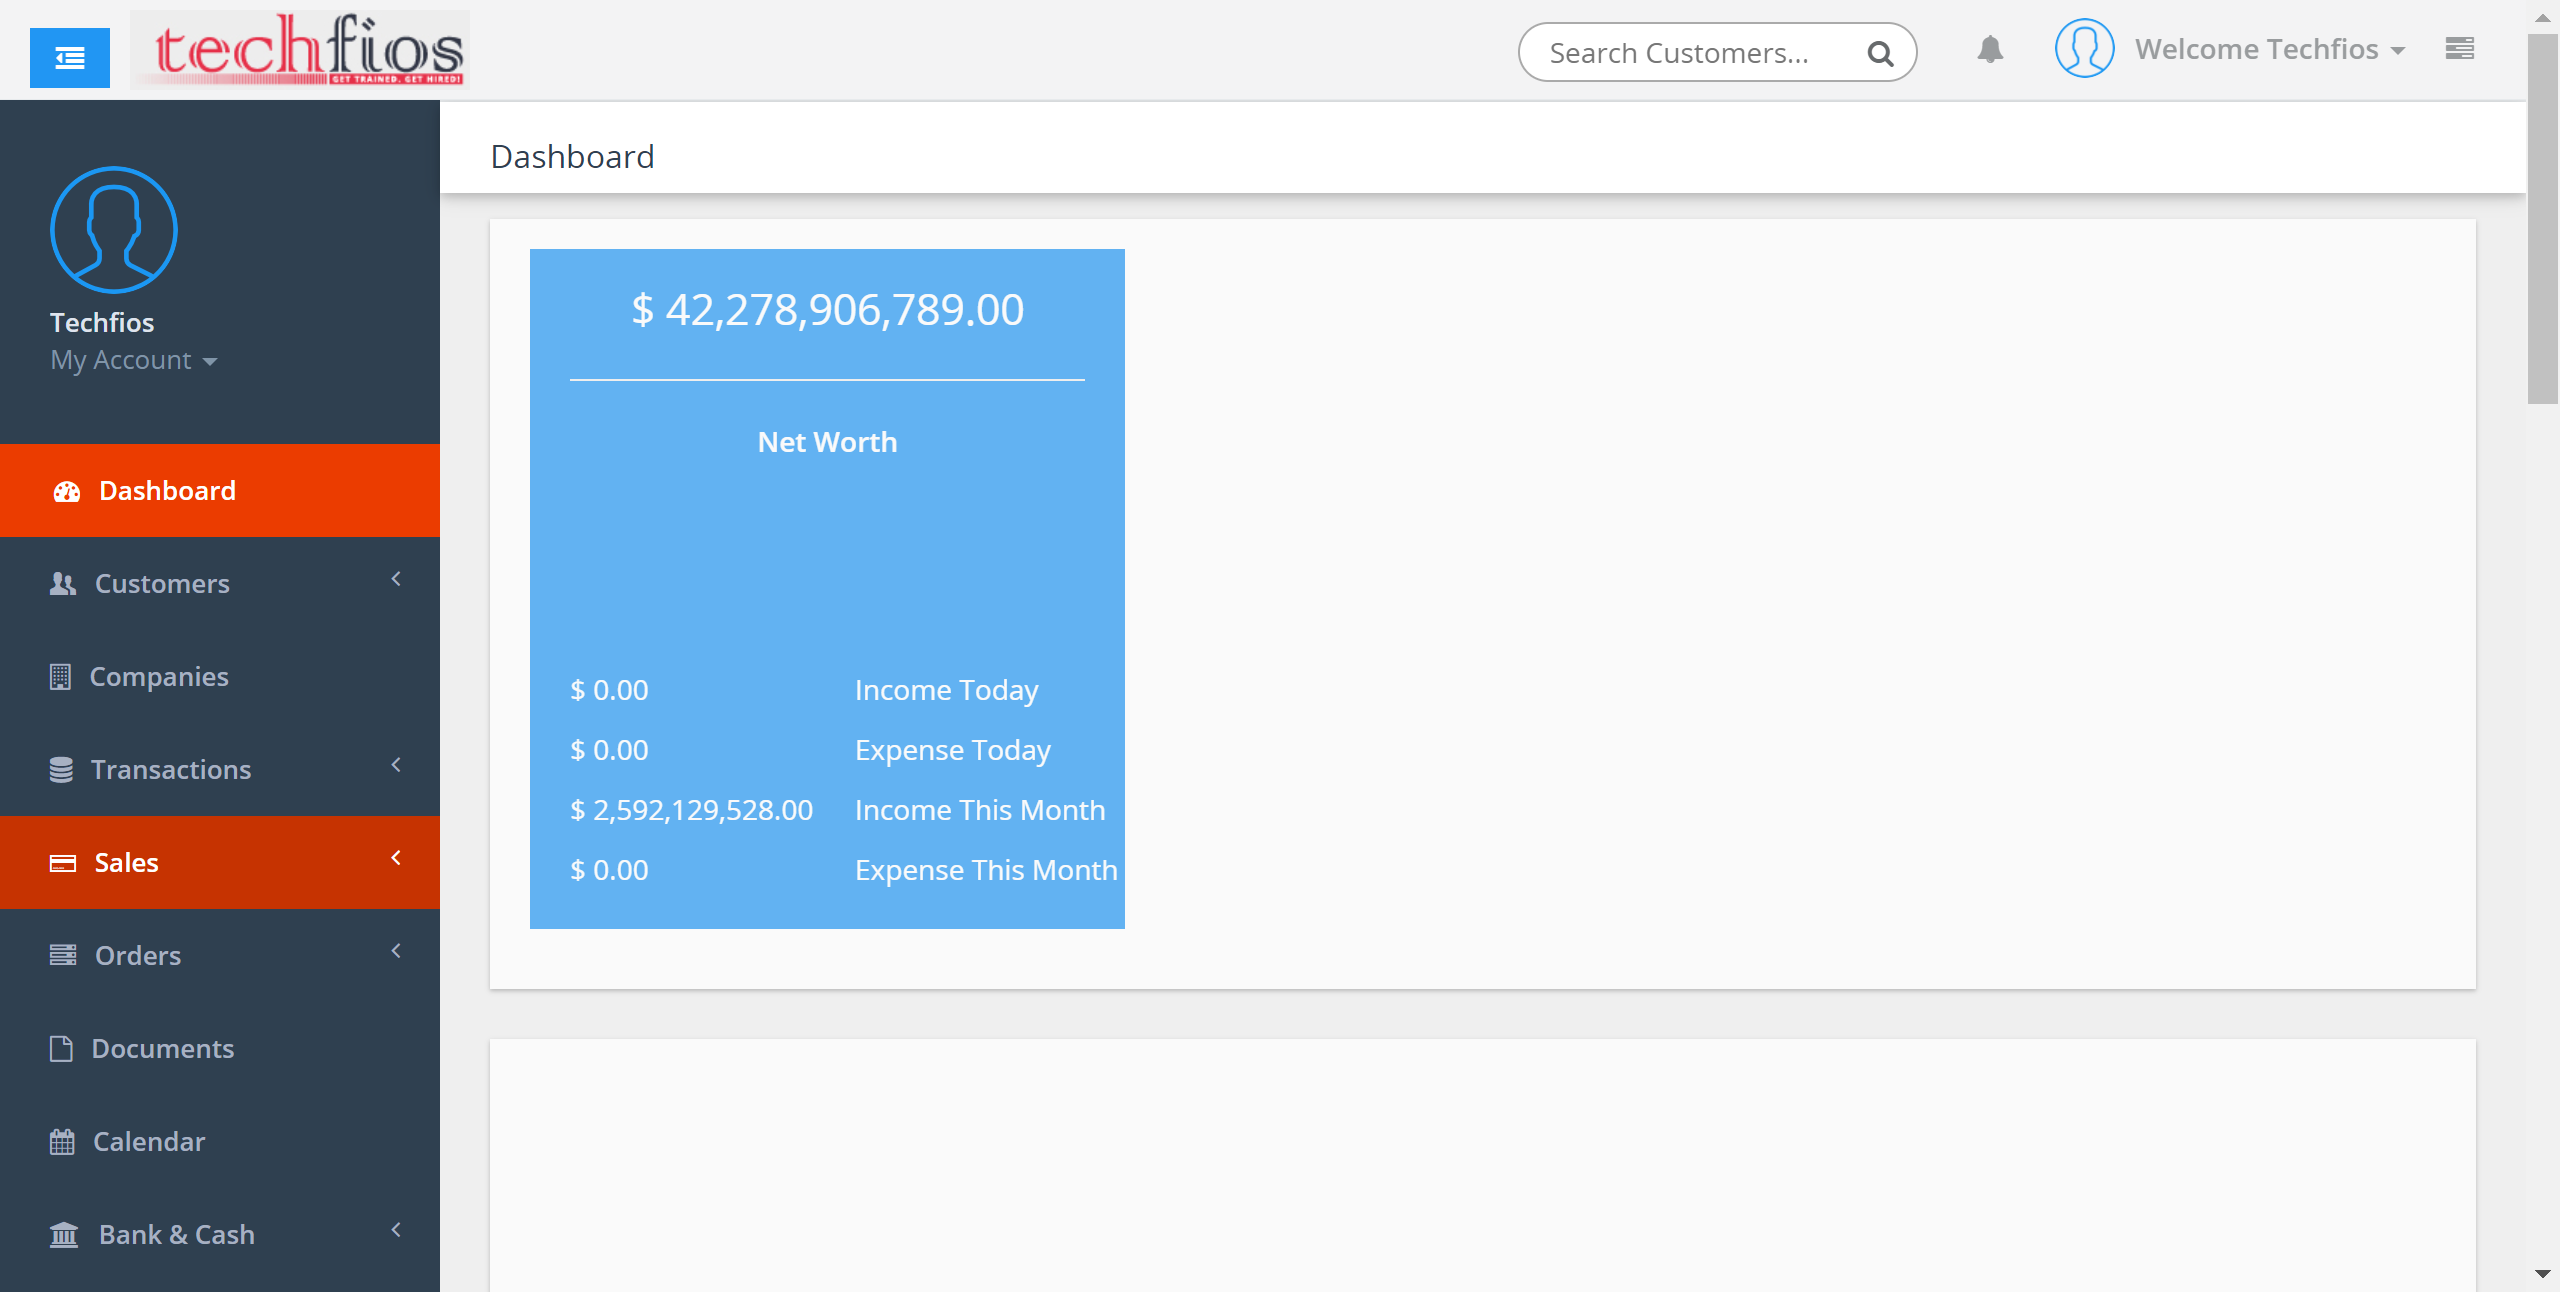 techfios
GET TRAINED. GET HIRED!
Search Customers...
Welcome Techfios
Techfios
My Account
Dashboard
Customers
Companies
Transactions
Sales
Orders
Documents
Calendar
Bank & Cash
Dashboard
$ 42,278,906,789.00
Net Worth
$ 0.00 Income Today
$ 0.00 Expense Today
$ 2,592,129,528.00 Income This Month
$ 0.00 Expense This Month